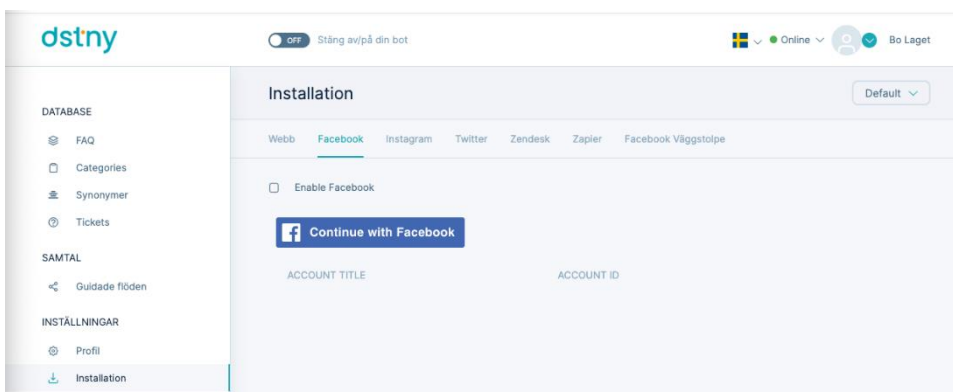 dstny
OFF Stäng av/på din bot
Online
Bo Laget
Installation
Default
DATABASE
FAQ
Categories
Synonymer
Tickets
SAMTAL
Guidade flöden
INSTÄLLNINGAR
Profil
Installation
Webb Facebook Instagram Twitter Zendesk Zapier Facebook Väggstolpe
Enable Facebook
Continue with Facebook
ACCOUNT TITLE ACCOUNT ID